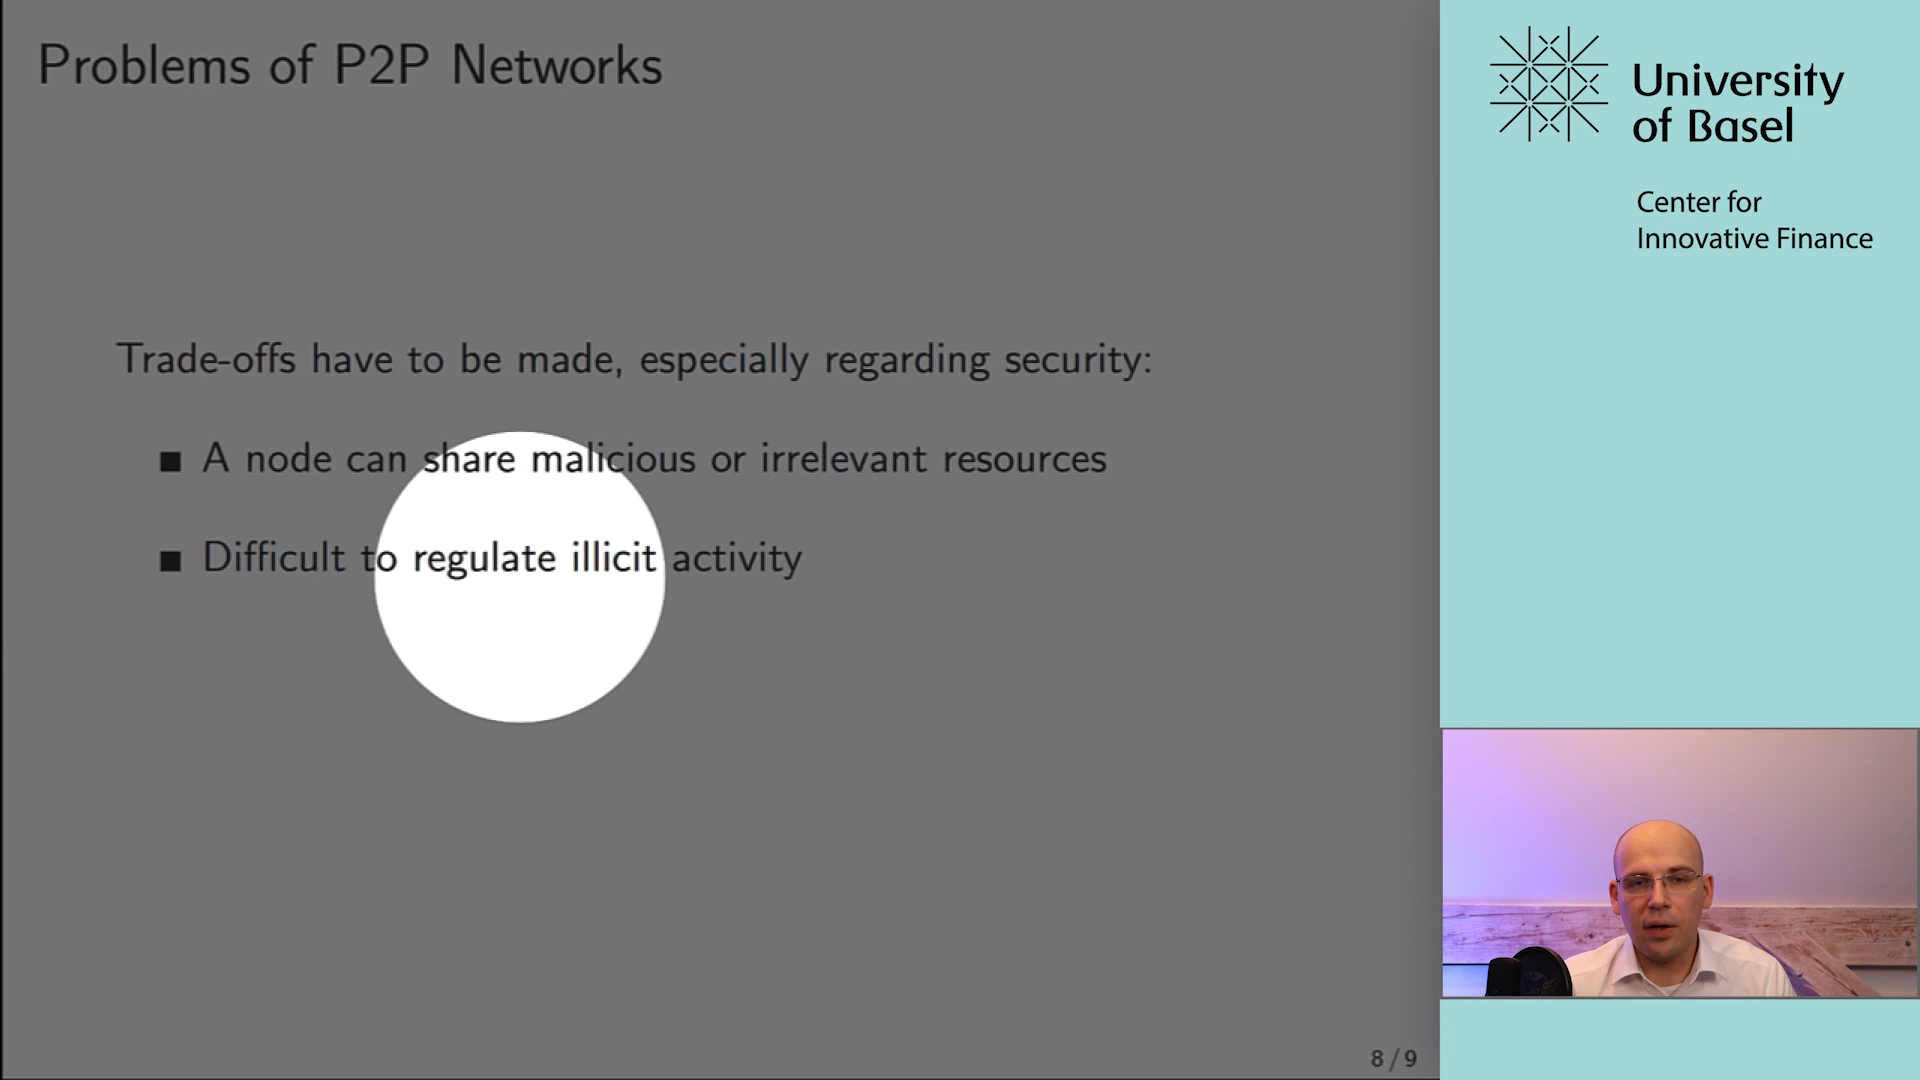 Problems of P2P Networks
Trade-offs have to be made, especially regarding security:
A node can share malicious or irrelevant resources
Difficult to regulate illicit activity
8 / 9
University
of Basel
Center for
Innovative Finance